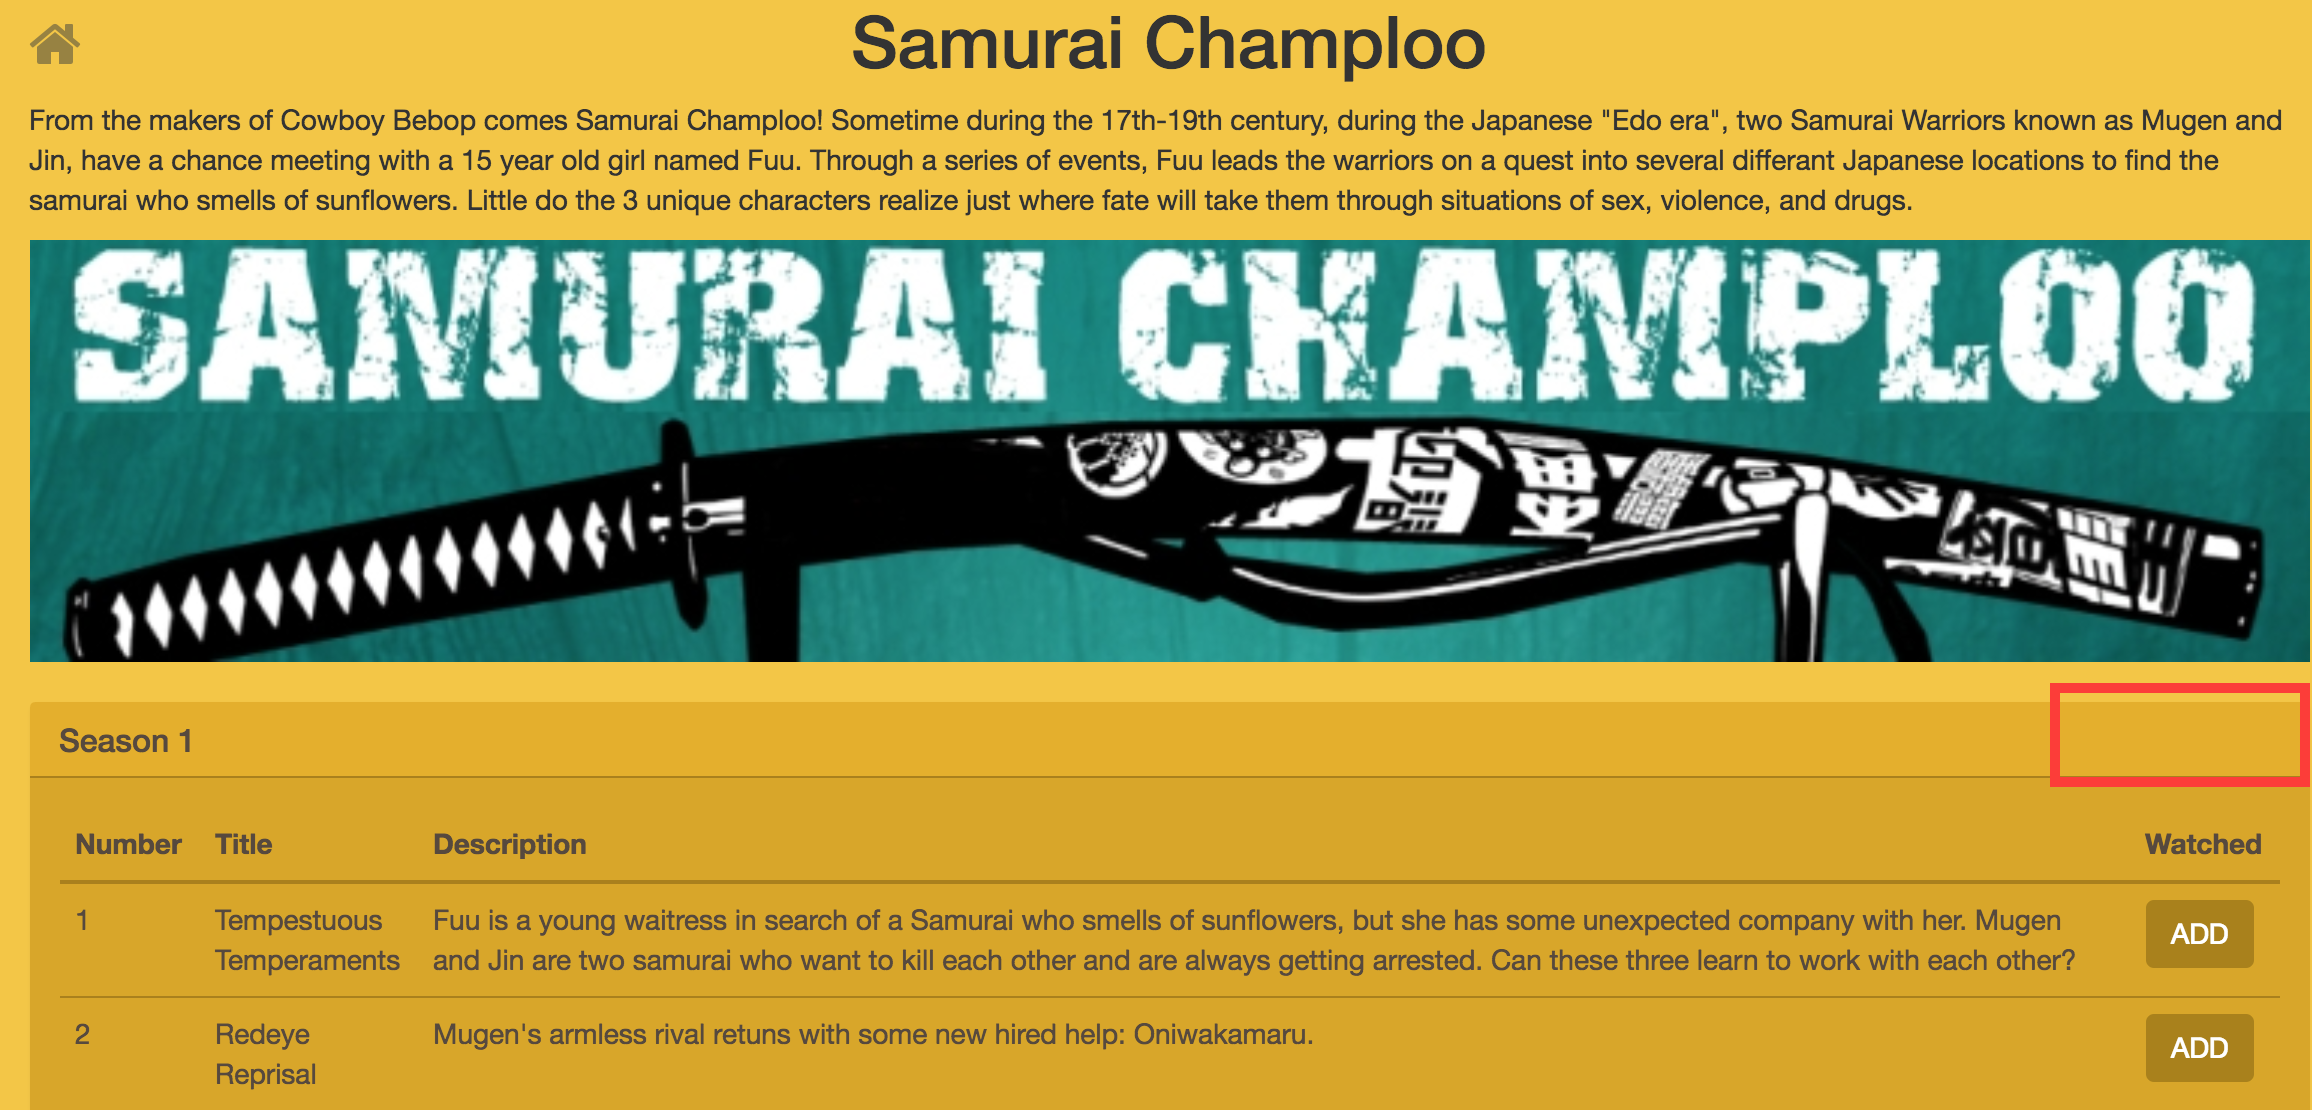 Samurai Champloo
From the makers of Cowboy Bebop comes Samurai Champloo! Sometime during the 17th-19th century, during the Japanese "Edo era", two Samurai Warriors known as Mugen and
Jin, have a chance meeting with a 15 year old girl named Fuu. Through a series of events, Fuu leads the warriors on a quest into several differant Japanese locations to find the
samurai who smells of sunflowers. Little do the 3 unique characters realize just where fate will take them through situations of sex, violence, and drugs.
SAMURAI CHAMPLOO
Season 1
Number Title Description Watched
1 Tempestuous Fuu is a young waitress in search of a Samurai who smells of sunflowers, but she has some unexpected company with her. Mugen ADD
Temperaments and Jin are two samurai who want to kill each other and are always getting arrested. Can these three learn to work with each other?
2 Redeye Mugen's armless rival retuns with some new hired help: Oniwakamaru. ADD
Reprisal